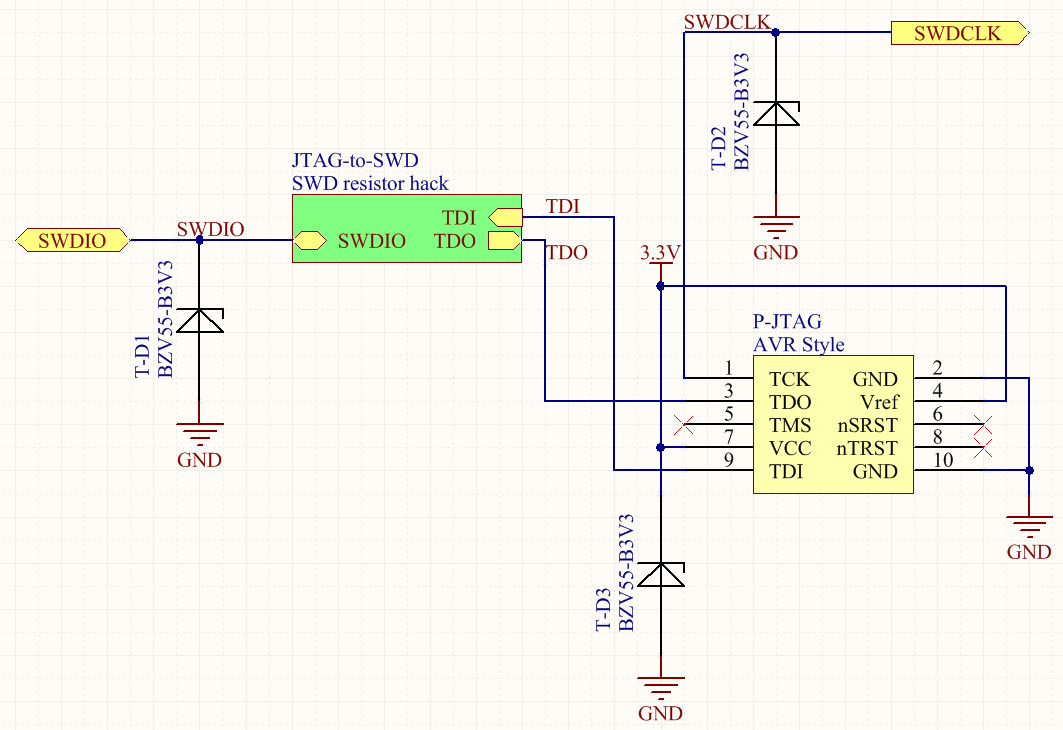 SWDCLK
SWDCLK
T-D2
BZV55-B3V3
GND
JTAG-to-SWD
SWD resistor hack
TDI
TDO
SWDIO
TDI
TDO
SWDIO
SWDIO
T-D1
BZV55-B3V3
GND
3.3V
P-JTAG
AVR Style
1 TCK GND 2
3 TDO Vref 4
5 TMS nSRST 6
7 VCC nTRST 8
9 TDI GND 10
GND
T-D3
BZV55-B3V3
GND